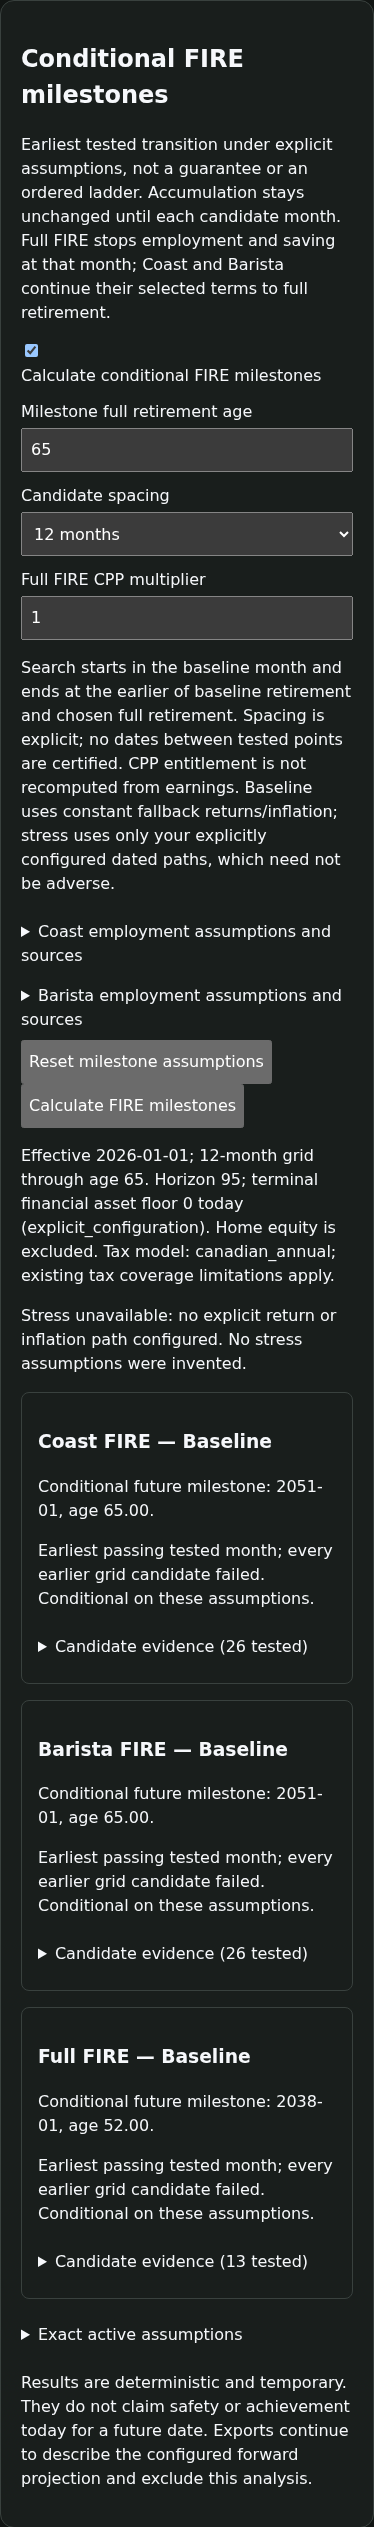 Conditional FIRE
milestones
Earliest tested transition under explicit
assumptions, not a guarantee or an
ordered ladder. Accumulation stays
unchanged until each candidate month.
Full FIRE stops employment and saving
at that month; Coast and Barista
continue their selected terms to full
retirement.
Calculate conditional FIRE milestones
Milestone full retirement age
65
Candidate spacing
12 months
Full FIRE CPP multiplier
1
Search starts in the baseline month and
ends at the earlier of baseline retirement
and chosen full retirement. Spacing is
explicit; no dates between tested points
are certified. CPP entitlement is not
recomputed from earnings. Baseline
uses constant fallback returns/inflation;
stress uses only your explicitly
configured dated paths, which need not
be adverse.
Coast employment assumptions and
sources
Barista employment assumptions and
sources
Reset milestone assumptions
Calculate FIRE milestones
Effective 2026-01-01; 12-month grid
through age 65. Horizon 95; terminal
financial asset floor 0 today
(explicit_configuration). Home equity is
excluded. Tax model: canadian_annual;
existing tax coverage limitations apply.
Stress unavailable: no explicit return or
inflation path configured. No stress
assumptions were invented.
Coast FIRE — Baseline
Conditional future milestone: 2051-
01, age 65.00.
Earliest passing tested month; every
earlier grid candidate failed.
Conditional on these assumptions.
Candidate evidence (26 tested)
Barista FIRE — Baseline
Conditional future milestone: 2051-
01, age 65.00.
Earliest passing tested month; every
earlier grid candidate failed.
Conditional on these assumptions.
Candidate evidence (26 tested)
Full FIRE — Baseline
Conditional future milestone: 2038-
01, age 52.00.
Earliest passing tested month; every
earlier grid candidate failed.
Conditional on these assumptions.
Candidate evidence (13 tested)
Exact active assumptions
Results are deterministic and temporary.
They do not claim safety or achievement
today for a future date. Exports continue
to describe the configured forward
projection and exclude this analysis.